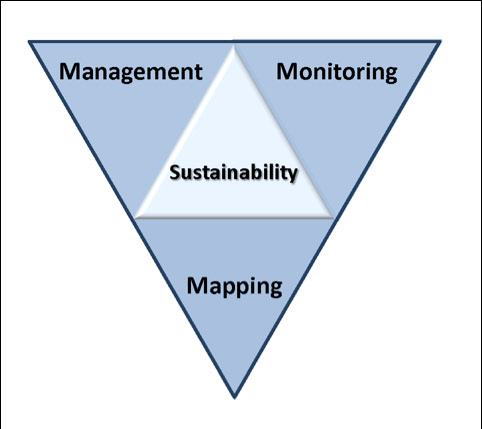 Management
Monitoring
Sustainability
Mapping